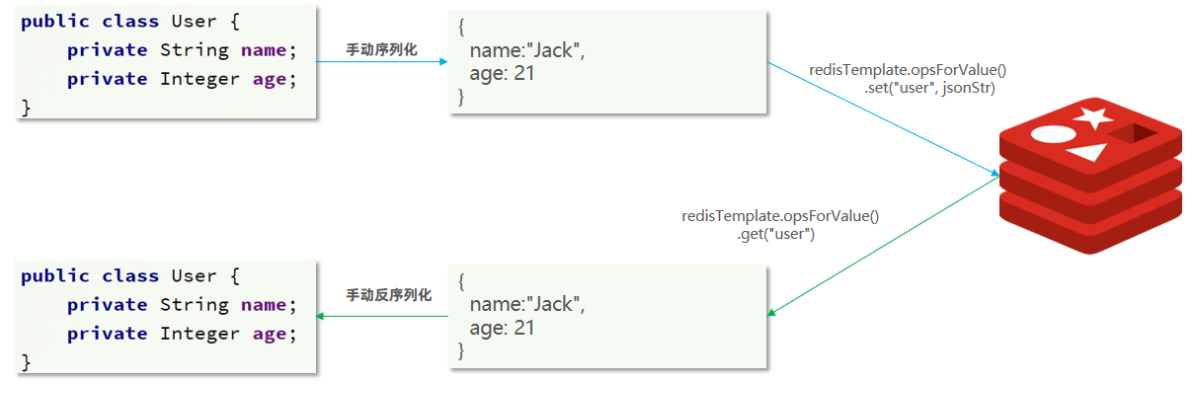 public class User {
    private String name;
    private Integer age;
}
手动序列化
{
  name:"Jack",
  age: 21
}
redisTemplate.opsForValue()
.set("user", jsonStr)
redisTemplate.opsForValue()
.get("user")
public class User {
    private String name;
    private Integer age;
}
手动反序列化
{
  name:"Jack",
  age: 21
}